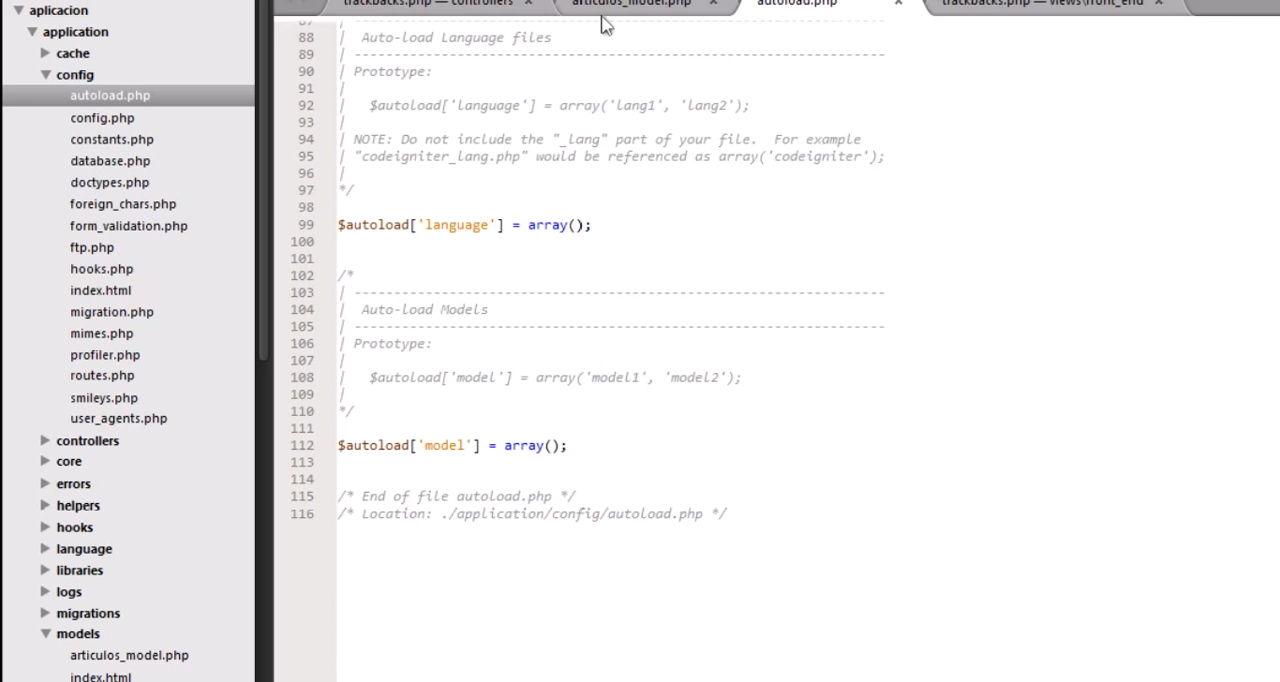 aplicacion
application
cache
config
autoload.php
config.php
constants.php
database.php
doctypes.php
foreign_chars.php
form_validation.php
ftp.php
hooks.php
index.html
migration.php
mimes.php
profiler.php
routes.php
smileys.php
user_agents.php
controllers
core
errors
helpers
hooks
language
libraries
logs
migrations
models
articulos_model.php
index.html
trackbacks.php — controllers × articulos_model.php × autoload.php × trackbacks.php — views\front_end ×
87 | -------------------------------------------------------------------
88 |  Auto-load Language files
89 | -------------------------------------------------------------------
90 | Prototype:
91 |
92 |   $autoload['language'] = array('lang1', 'lang2');
93 |
94 | NOTE: Do not include the "_lang" part of your file.  For example
95 | "codeigniter_lang.php" would be referenced as array('codeigniter');
96 |
97 */
98
99 $autoload['language'] = array();
100
101
102 /*
103 | -------------------------------------------------------------------
104 |  Auto-load Models
105 | -------------------------------------------------------------------
106 | Prototype:
107 |
108 |   $autoload['model'] = array('model1', 'model2');
109 |
110 */
111
112 $autoload['model'] = array();
113
114
115 /* End of file autoload.php */
116 /* Location: ./application/config/autoload.php */